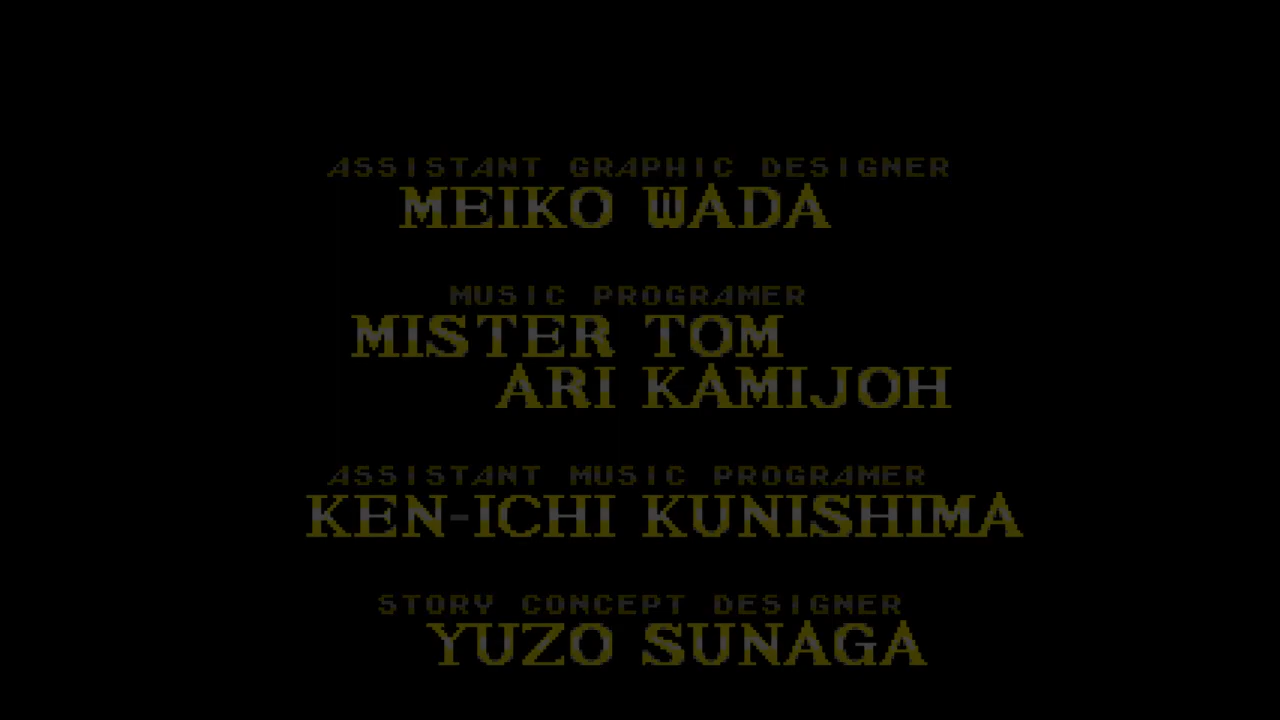 ASSISTANT GRAPHIC DESIGNER
MEIKO WADA
MUSIC PROGRAMER
MISTER TOM
ARI KAMIJOH
ASSISTANT MUSIC PROGRAMER
KEN-ICHI KUNISHIMA
STORY CONCEPT DESIGNER
YUZO SUNAGA